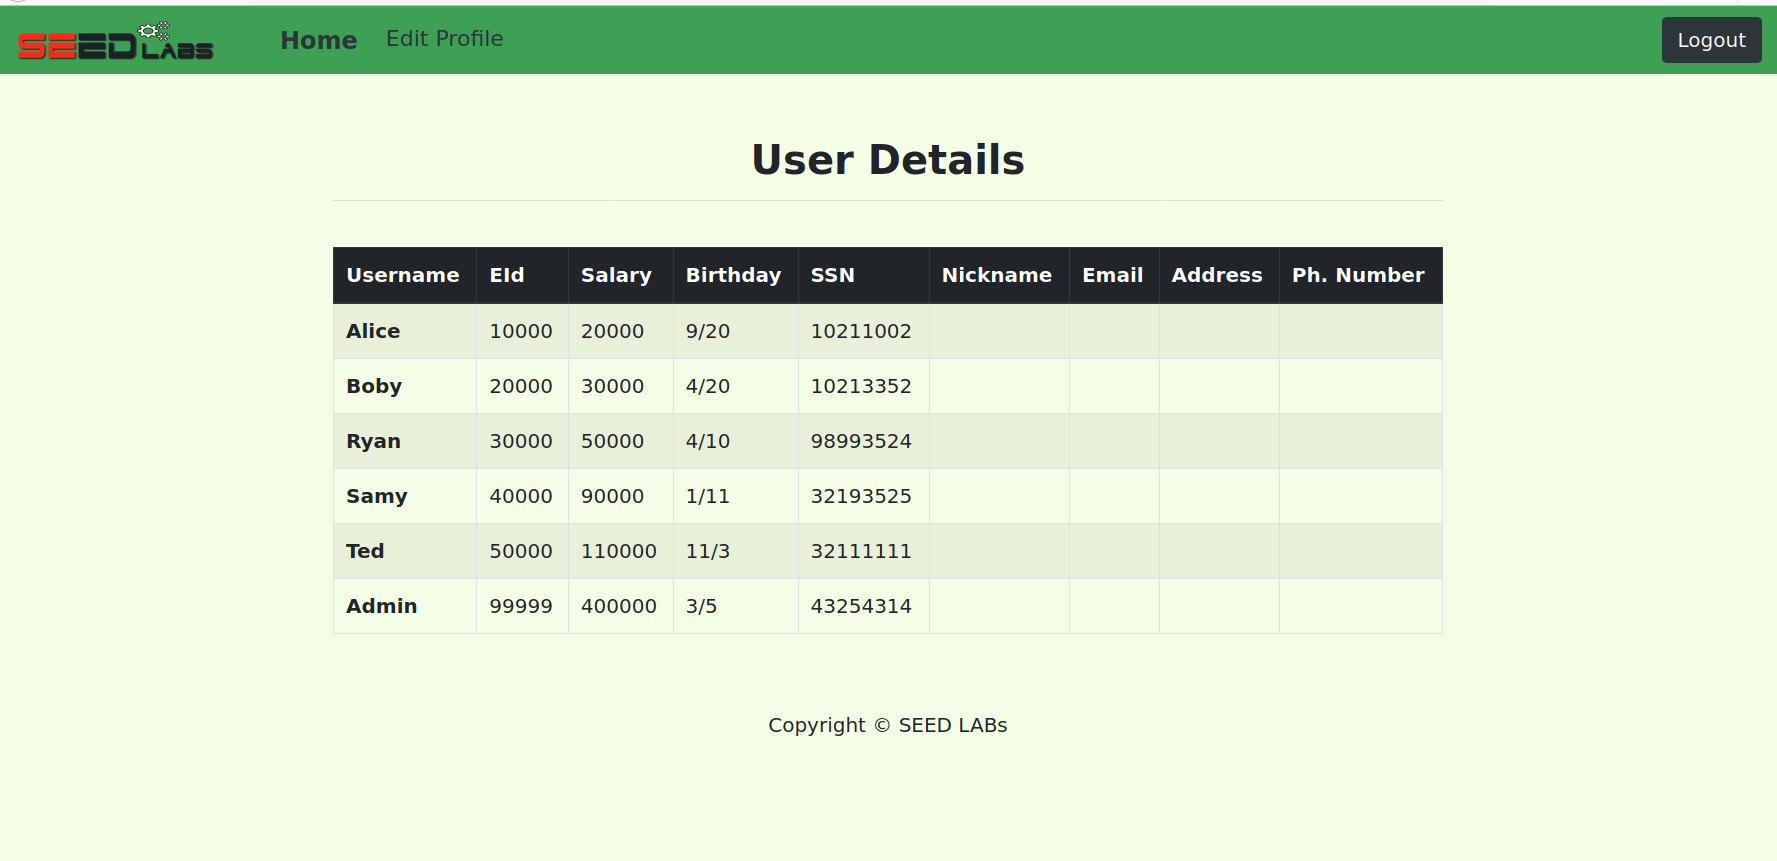 SEED LABS Home Edit Profile Logout
User Details
Username EId Salary Birthday SSN Nickname Email Address Ph. Number
Alice 10000 20000 9/20 10211002
Boby 20000 30000 4/20 10213352
Ryan 30000 50000 4/10 98993524
Samy 40000 90000 1/11 32193525
Ted 50000 110000 11/3 32111111
Admin 99999 400000 3/5 43254314
Copyright © SEED LABs